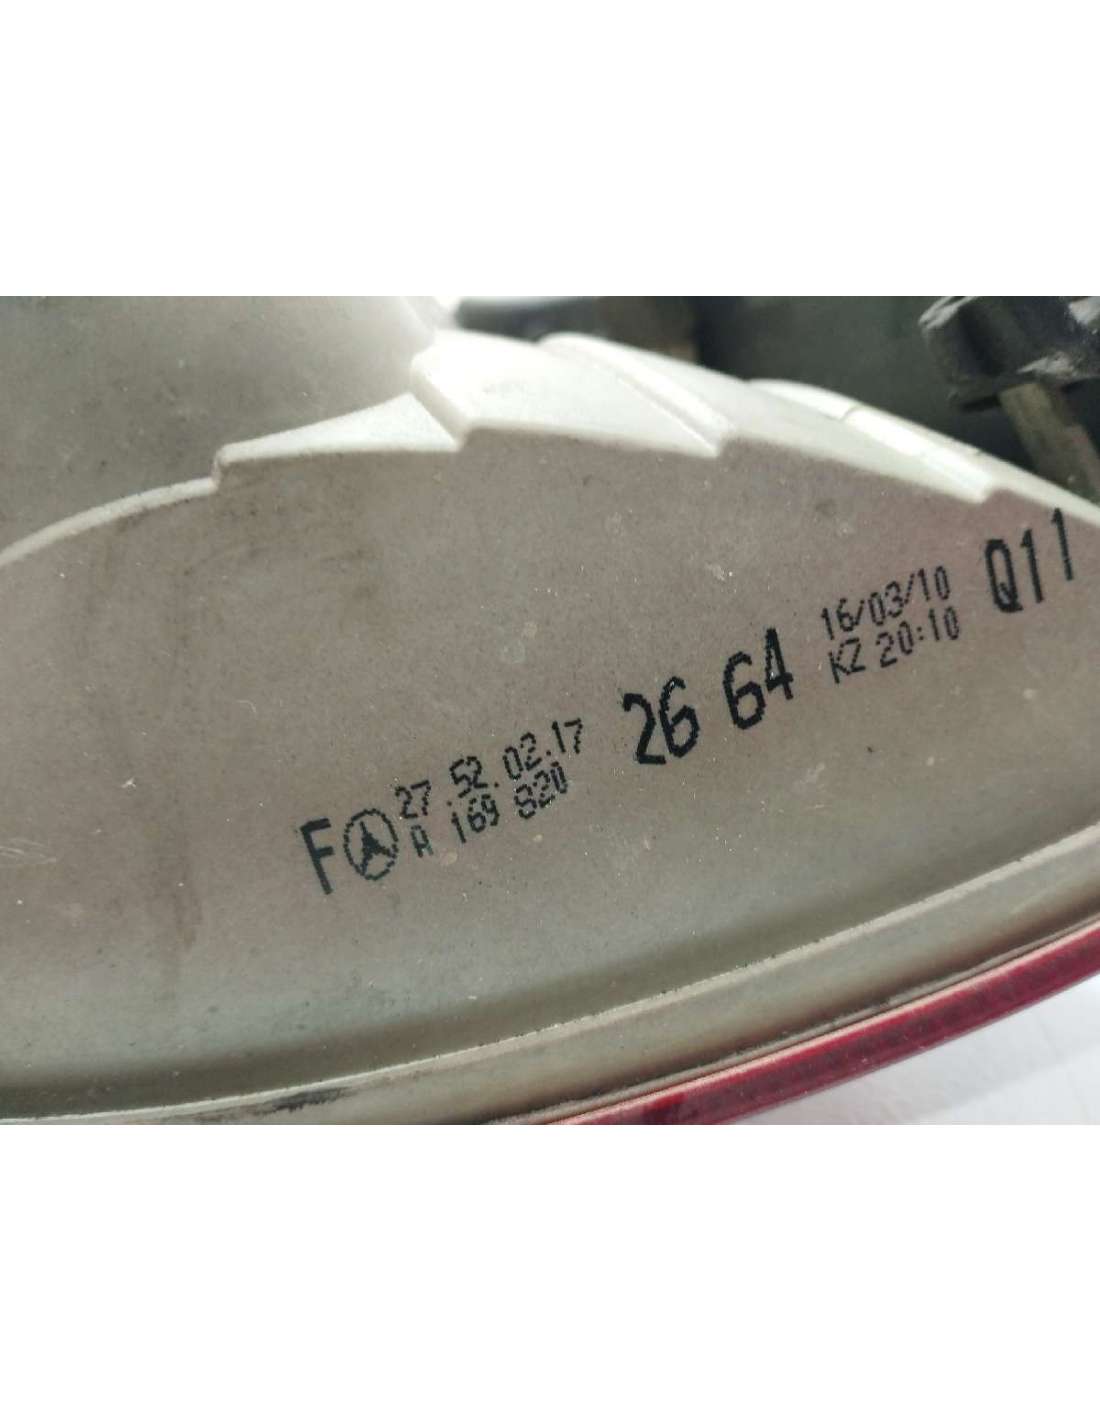 F 27.52.02.17 26 64 16/03/10 Q11
A 169 820 KZ 20:10